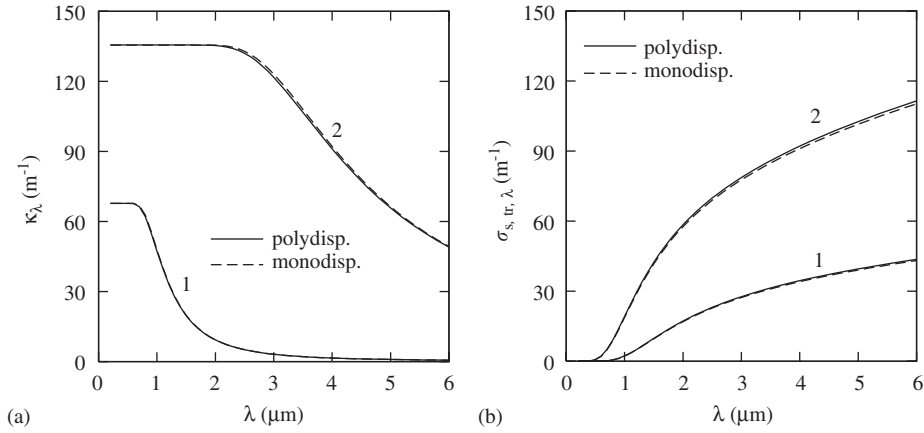 150
120
90
60
30
0
κλ (m⁻¹)
2
polydisp.
monodisp.
1
0 1 2 3 4 5 6
λ (μm)
(a)
150
120
90
60
30
0
σs, tr, λ (m⁻¹)
polydisp.
monodisp.
2
1
0 1 2 3 4 5 6
λ (μm)
(b)